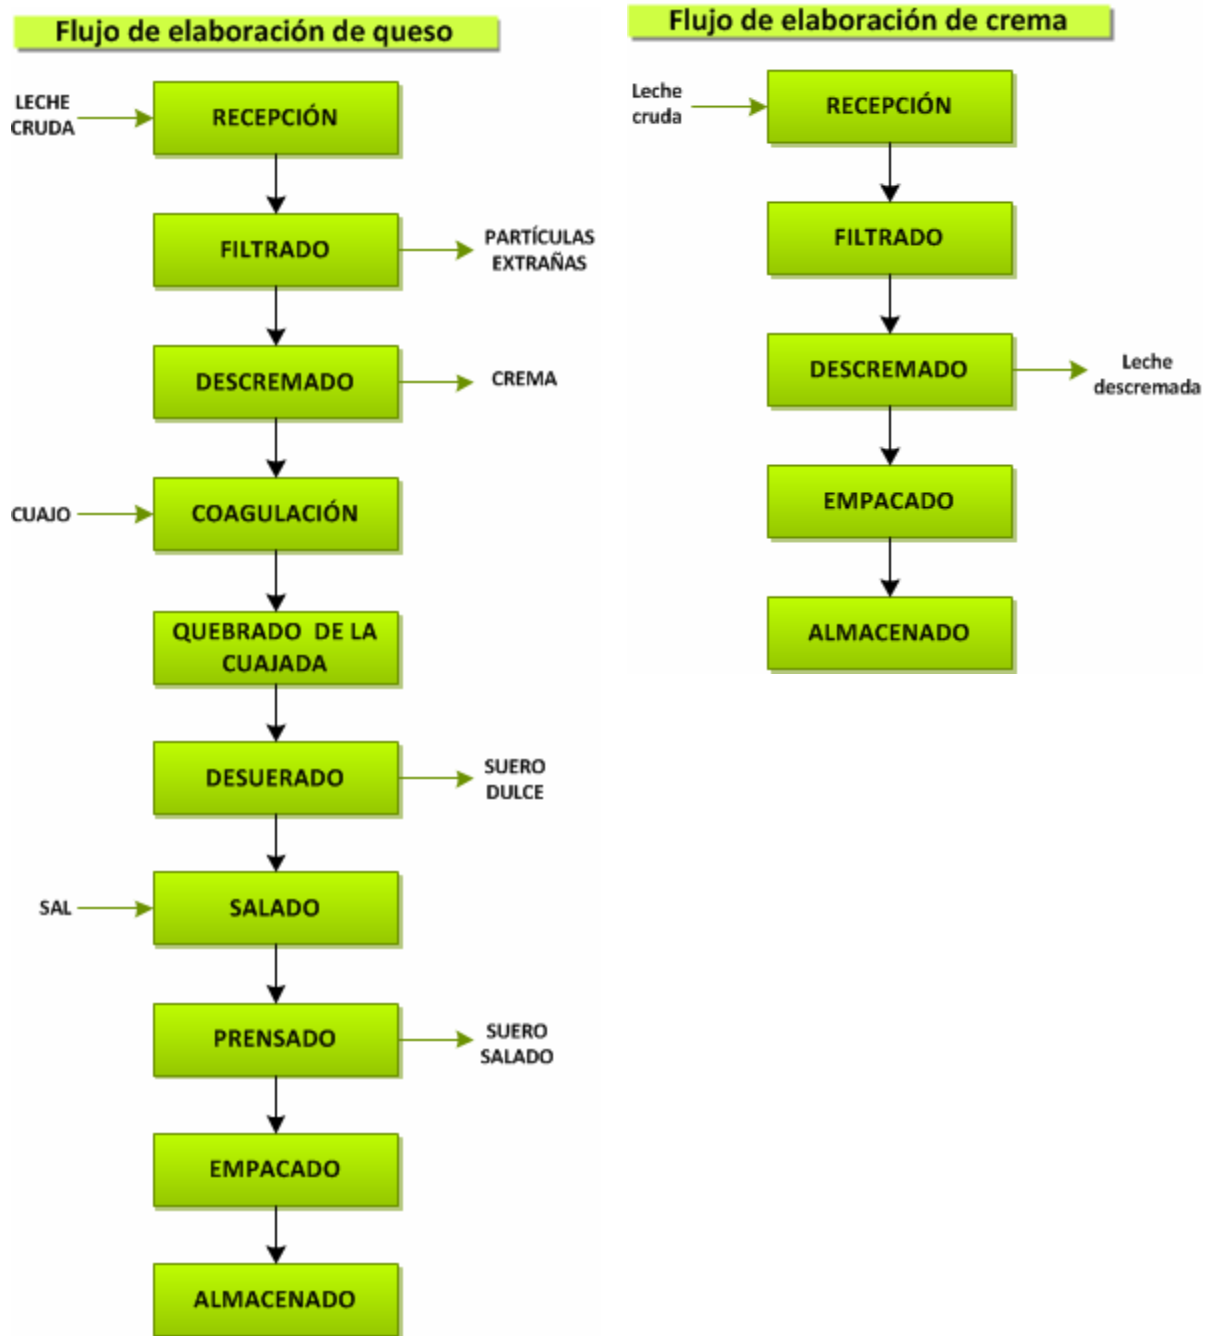 Flujo de elaboración de queso
LECHE
CRUDA
RECEPCIÓN
FILTRADO
PARTÍCULAS
EXTRAÑAS
DESCREMADO
CREMA
CUAJO
COAGULACIÓN
QUEBRADO DE LA
CUAJADA
DESUERADO
SUERO
DULCE
SAL
SALADO
PRENSADO
SUERO
SALADO
EMPACADO
ALMACENADO
Flujo de elaboración de crema
Leche
cruda
RECEPCIÓN
FILTRADO
DESCREMADO
Leche
descremada
EMPACADO
ALMACENADO